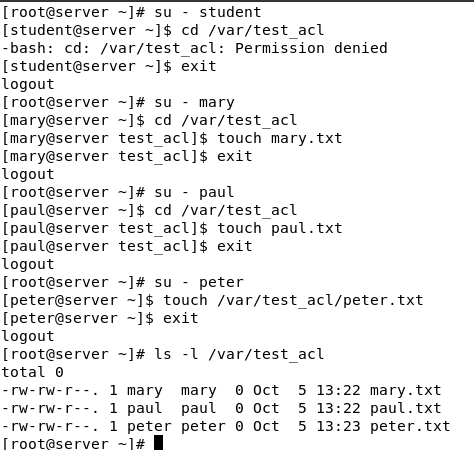 [root@server ~]# su - student
[student@server ~]$ cd /var/test_acl
-bash: cd: /var/test_acl: Permission denied
[student@server ~]$ exit
logout
[root@server ~]# su - mary
[mary@server ~]$ cd /var/test_acl
[mary@server test_acl]$ touch mary.txt
[mary@server test_acl]$ exit
logout
[root@server ~]# su - paul
[paul@server ~]$ cd /var/test_acl
[paul@server test_acl]$ touch paul.txt
[paul@server test_acl]$ exit
logout
[root@server ~]# su - peter
[peter@server ~]$ touch /var/test_acl/peter.txt
[peter@server ~]$ exit
logout
[root@server ~]# ls -l /var/test_acl
total 0
-rw-rw-r--. 1 mary  mary  0 Oct  5 13:22 mary.txt
-rw-rw-r--. 1 paul  paul  0 Oct  5 13:22 paul.txt
-rw-rw-r--. 1 peter peter 0 Oct  5 13:23 peter.txt
[root@server ~]#